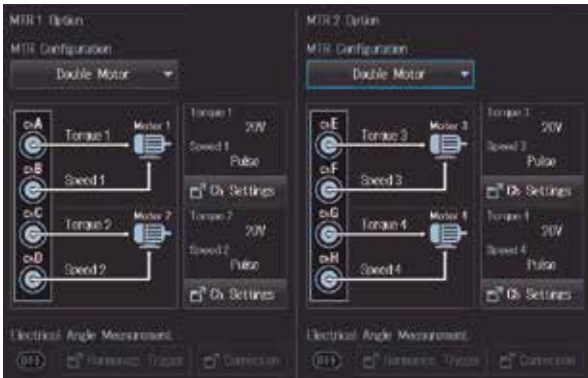 MTR1 Option
MTR Configuration
Double Motor
ChA
Torque 1
Motor 1
ChB
Speed 1
ChC
Torque 2
Motor 2
ChD
Speed 2
Torque 1
20V
Speed 1
Pulse
Ch Settings
Torque 2
20V
Speed 2
Pulse
Ch Settings
Electrical Angle Measurement
OFF
Harmonics Trigger
Correction
MTR2 Option
MTR Configuration
Double Motor
ChE
Torque 3
Motor 3
ChF
Speed 3
ChG
Torque 4
Motor 4
ChH
Speed 4
Torque 3
20V
Speed 3
Pulse
Ch Settings
Torque 4
20V
Speed 4
Pulse
Ch Settings
Electrical Angle Measurement
OFF
Harmonics Trigger
Correction